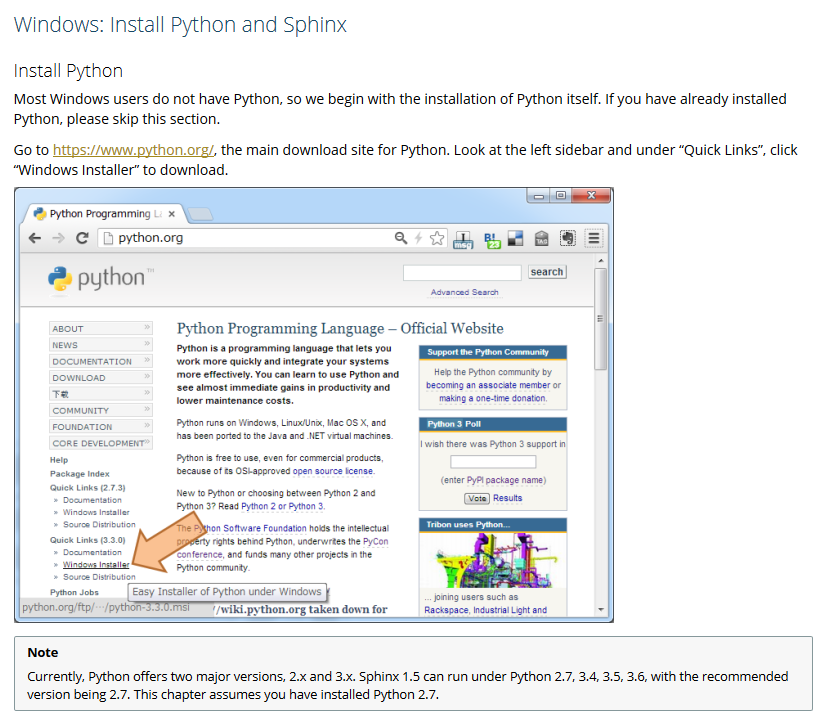 Windows: Install Python and Sphinx
Install Python
Most Windows users do not have Python, so we begin with the installation of Python itself. If you have already installed
Python, please skip this section.
Go to https://www.python.org/, the main download site for Python. Look at the left sidebar and under “Quick Links”, click
“Windows Installer” to download.
Python Programming La
python.org
python
search
Advanced Search
ABOUT
NEWS
DOCUMENTATION
DOWNLOAD
下載
COMMUNITY
FOUNDATION
CORE DEVELOPMENT
Help
Package Index
Quick Links (2.7.3)
» Documentation
» Windows Installer
» Source Distribution
Quick Links (3.3.0)
» Documentation
» Windows Installer
» Source Distribution
Python Jobs
Python Programming Language – Official Website
Python is a programming language that lets you
work more quickly and integrate your systems
more effectively. You can learn to use Python and
see almost immediate gains in productivity and
lower maintenance costs.
Python runs on Windows, Linux/Unix, Mac OS X, and
has been ported to the Java and .NET virtual machines.
Python is free to use, even for commercial products,
because of its OSI-approved open source license.
New to Python or choosing between Python 2 and
Python 3? Read Python 2 or Python 3.
The Python Software Foundation holds the intellectual
property rights behind Python, underwrites the PyCon
conference, and funds many other projects in the
Python community.
Easy Installer of Python under Windows
python.org/ftp/···/python-3.3.0.msi
//wiki.python.org taken down for
Support the Python Community
Help the Python community by
becoming an associate member or
making a one-time donation.
Python 3 Poll
I wish there was Python 3 support in
(enter PyPI package name)
Vote Results
Tribon uses Python...
... joining users such as
Rackspace, Industrial Light and
Note
Currently, Python offers two major versions, 2.x and 3.x. Sphinx 1.5 can run under Python 2.7, 3.4, 3.5, 3.6, with the recommended
version being 2.7. This chapter assumes you have installed Python 2.7.